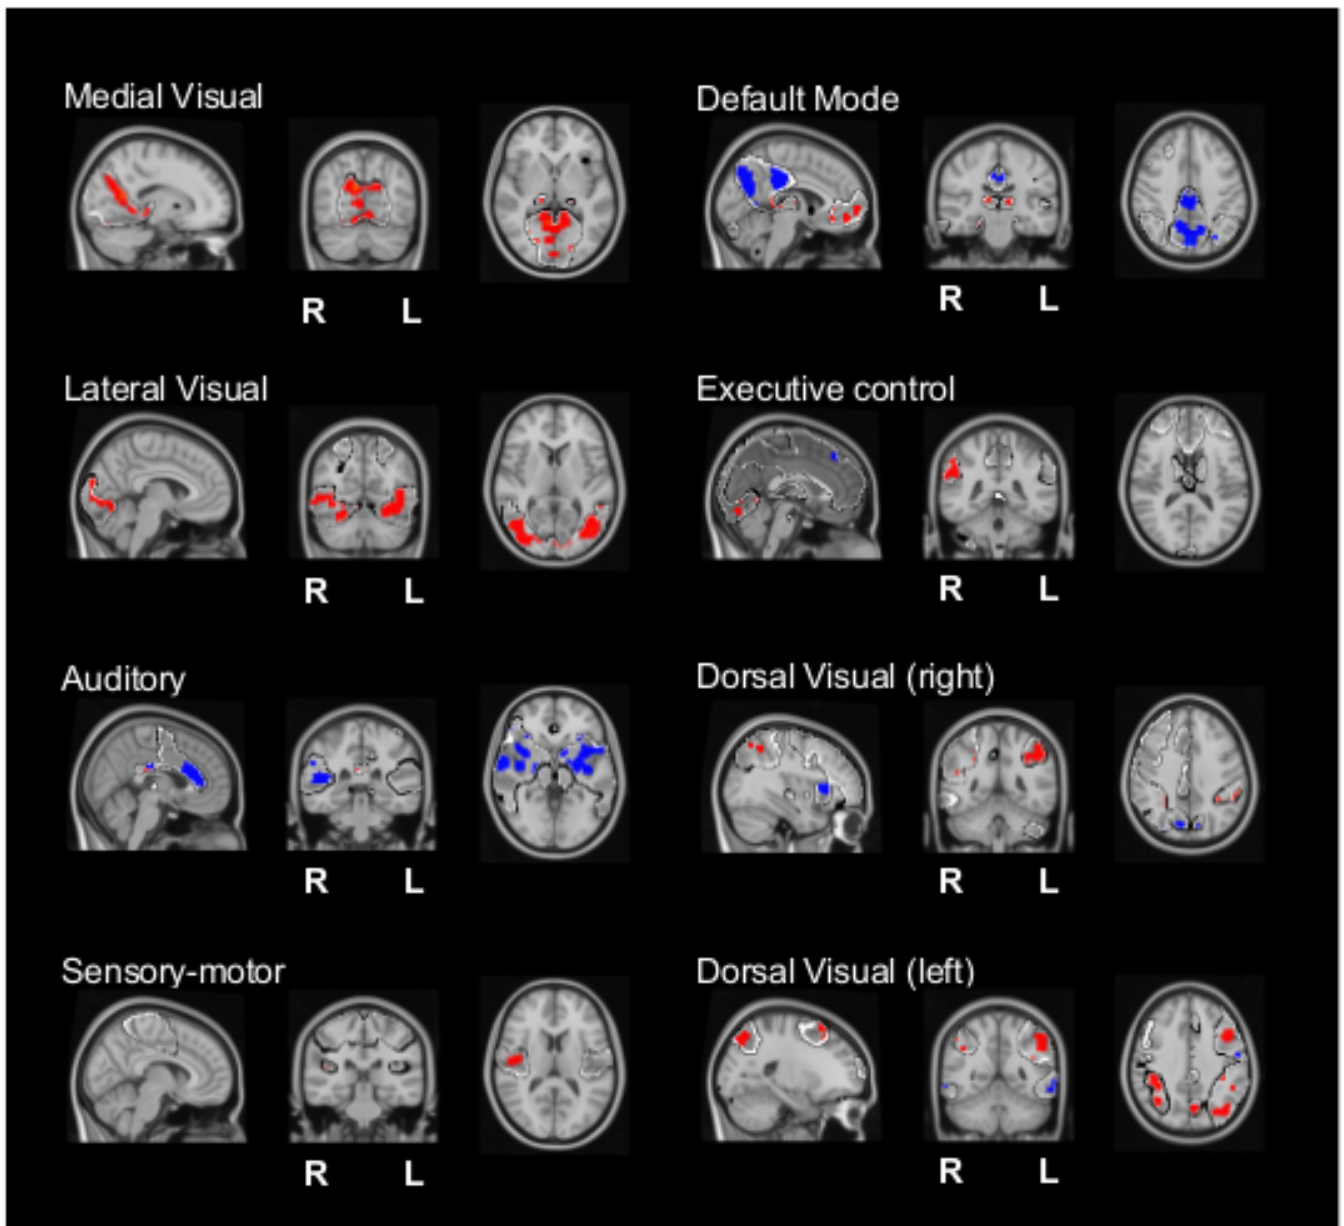 Medial Visual
Default Mode
R L
R L
Lateral Visual
Executive control
R L
R L
Auditory
Dorsal Visual (right)
R L
R L
Sensory-motor
Dorsal Visual (left)
R L
R L